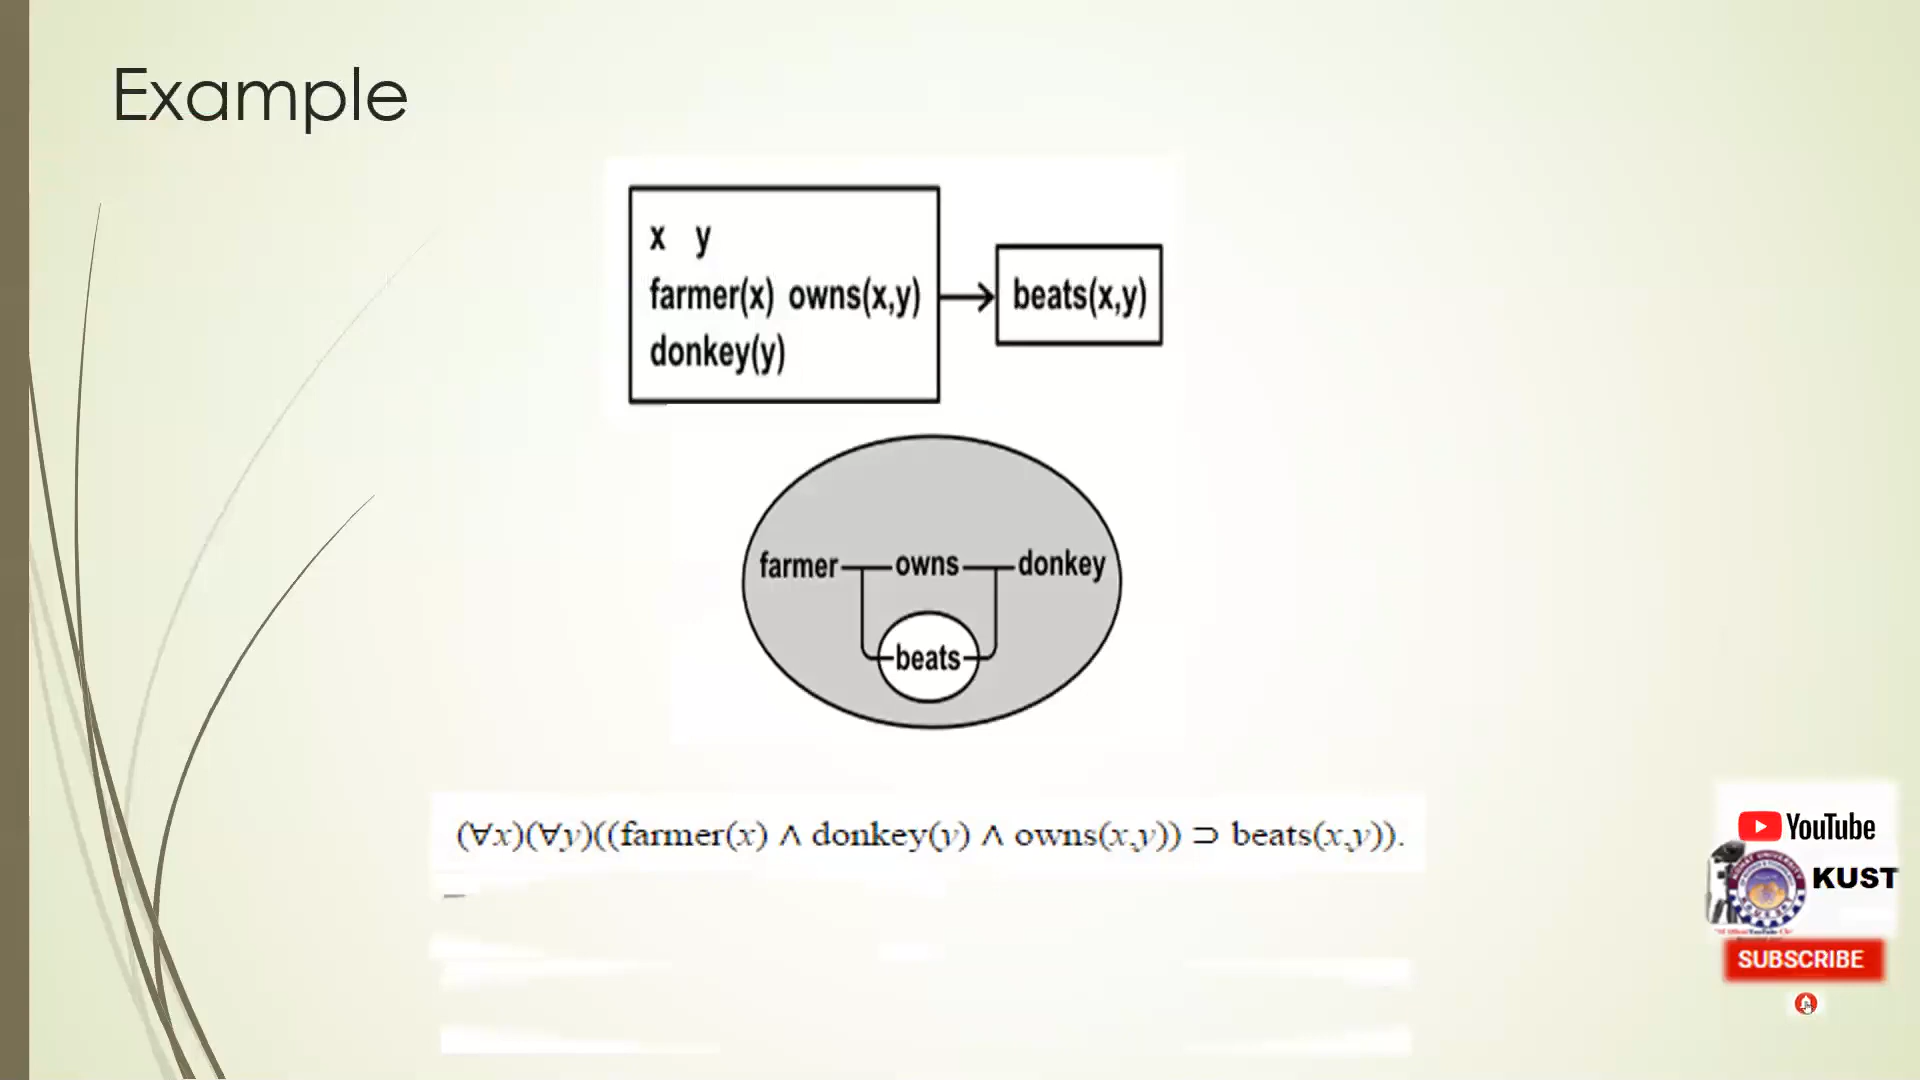 Example
x y
farmer(x) owns(x,y)
donkey(y)
beats(x,y)
farmer owns donkey
beats
(∀x)(∀y)((farmer(x) ∧ donkey(y) ∧ owns(x,y)) ⊃ beats(x,y)).
YouTube
KUST
SUBSCRIBE